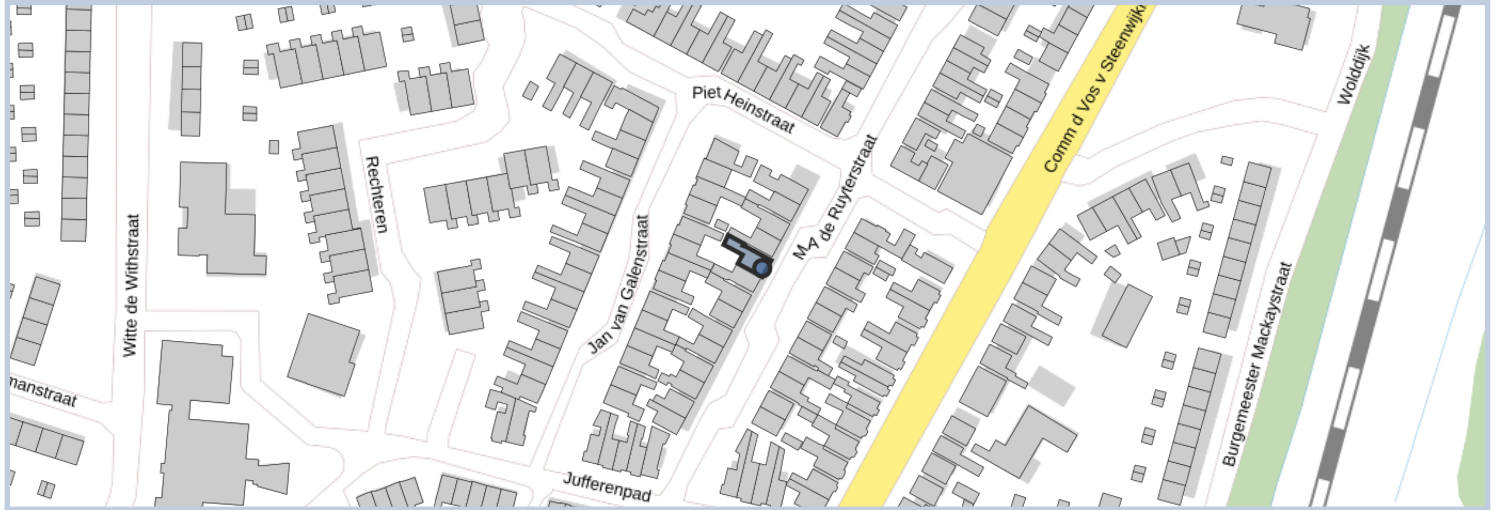 Comm d Vos v Steenwijk
Wolddijk
Piet Heinstraat
Rechteren
M.A de Ruyterstraat
Witte de Withstraat
Jan van Galenstraat
Burgemeester Mackaystraat
manstraat
Jufferenpad